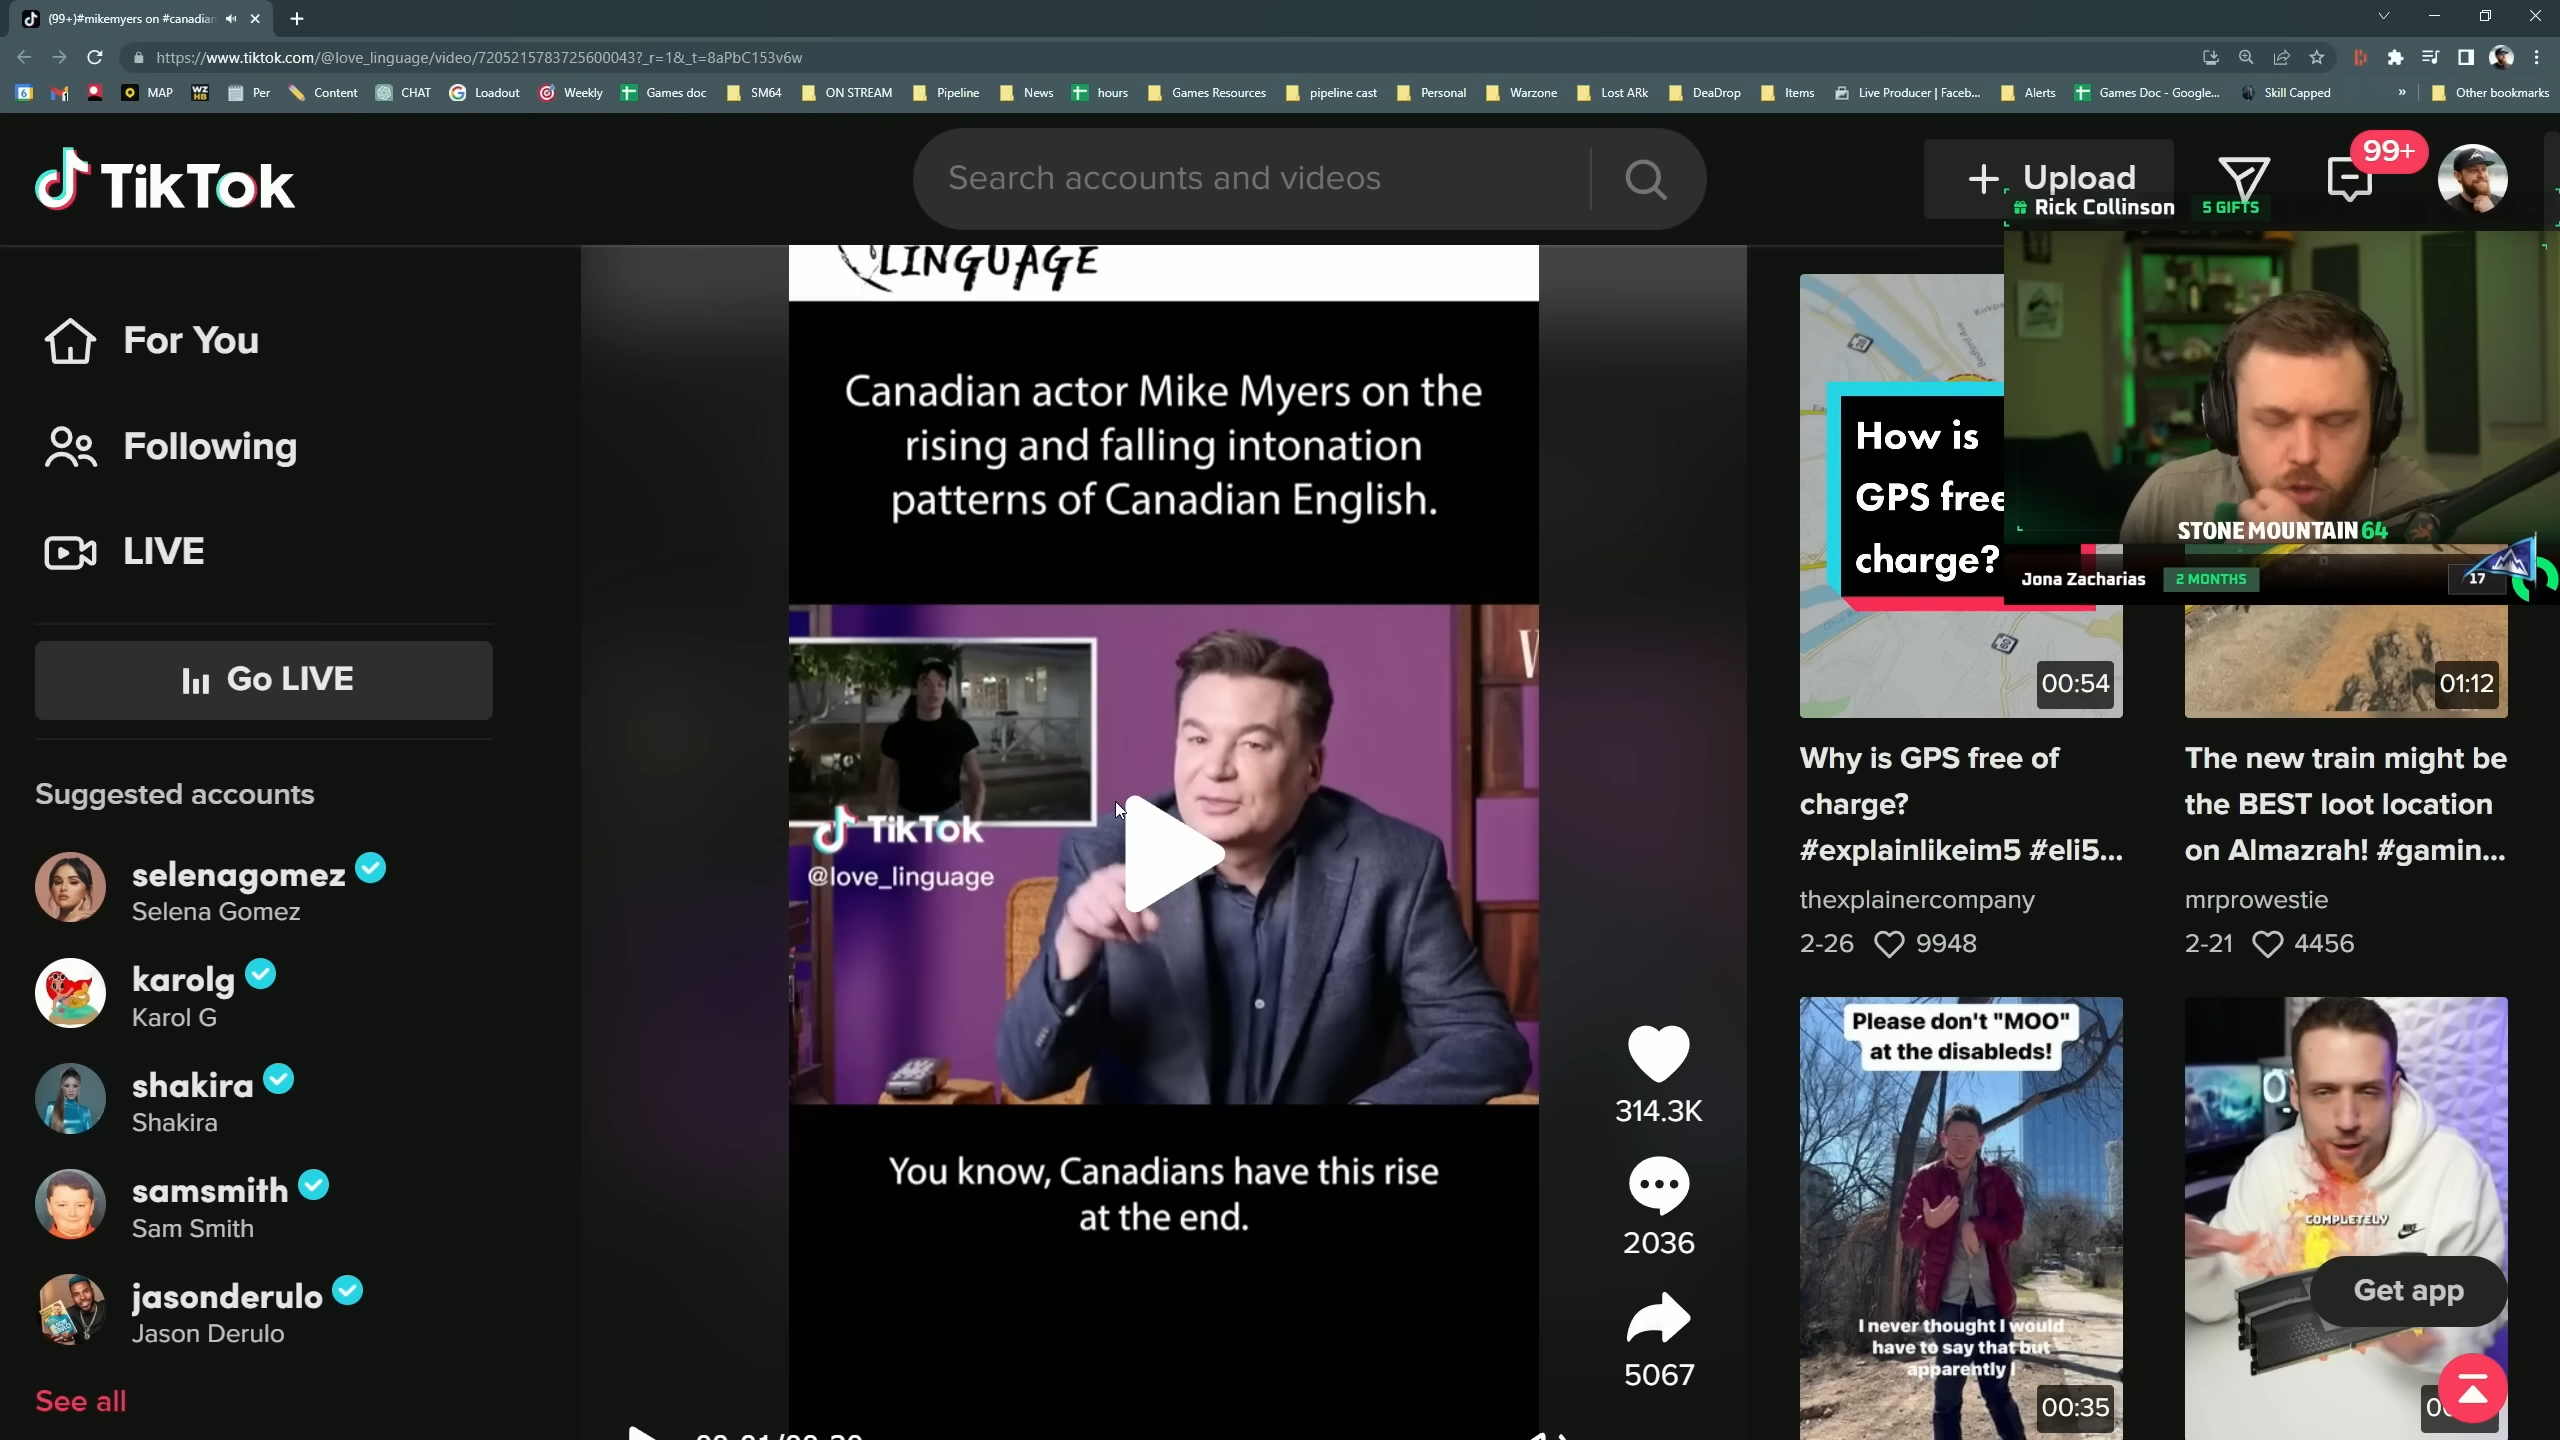 (99+)#mikemyers on #canadian
https://www.tiktok.com/@love_linguage/video/7205215783725600043?_r=1&_t=8aPbC153v6w
MAP
Per
Content
CHAT
Loadout
Weekly
Games doc
SM64
ON STREAM
Pipeline
News
hours
Games Resources
pipeline cast
Personal
Warzone
Lost ARk
DeaDrop
Items
Live Producer | Faceb...
Alerts
Games Doc - Google...
Skill Capped
»
Other bookmarks
TikTok
Search accounts and videos
Upload
99+
Rick Collinson
5 GIFTS
For You
Following
LIVE
Go LIVE
Suggested accounts
selenagomez
Selena Gomez
karolg
Karol G
shakira
Shakira
samsmith
Sam Smith
jasonderulo
Jason Derulo
See all
LINGUAGE
Canadian actor Mike Myers on the
rising and falling intonation
patterns of Canadian English.
TikTok
@love_linguage
You know, Canadians have this rise
at the end.
314.3K
2036
5067
How is
GPS free
charge?
STONEMOUNTAIN64
Jona Zacharias
2 MONTHS
17
00:54
01:12
Why is GPS free of
charge?
#explainlikeim5 #eli5...
thexplainercompany
2-26
9948
The new train might be
the BEST loot location
on Almazrah! #gamin...
mrprowestie
2-21
4456
Please don't "MOO"
at the disableds!
I never thought I would
have to say that but
apparently I
00:35
COMPLETELY
Get app